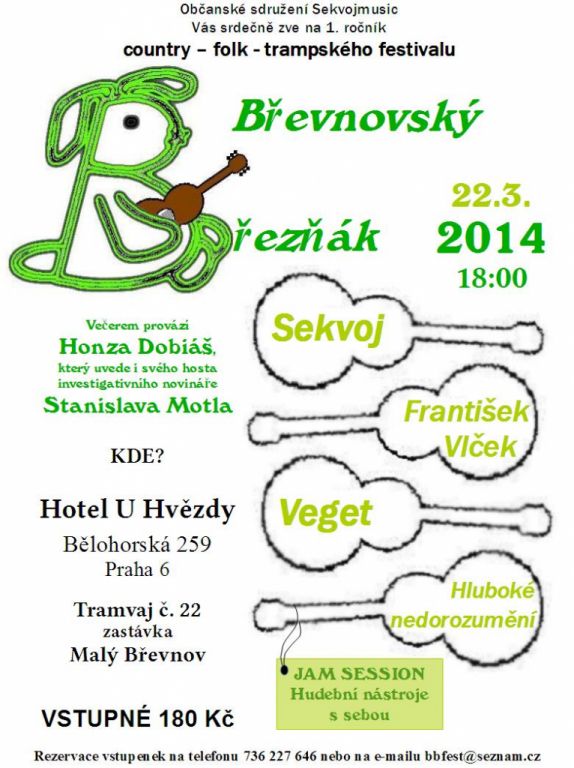 Občanské sdružení Sekvojmusic
Vás srdečně zve na 1. ročník
country – folk - trampského festivalu
Břevnovský
řezňák
22.3.
2014
18:00
Večerem provází
Honza Dobiáš,
který uvede i svého hosta
investigativního novináře
Stanislava Motla
KDE?
Hotel U Hvězdy
Bělohorská 259
Praha 6
Tramvaj č. 22
zastávka
Malý Břevnov
VSTUPNÉ 180 Kč
Sekvoj
František
Vlček
Veget
Hluboké
nedorozumění
JAM SESSION
Hudební nástroje
s sebou
Rezervace vstupenek na telefonu 736 227 646 nebo na e-mailu bbfest@seznam.cz